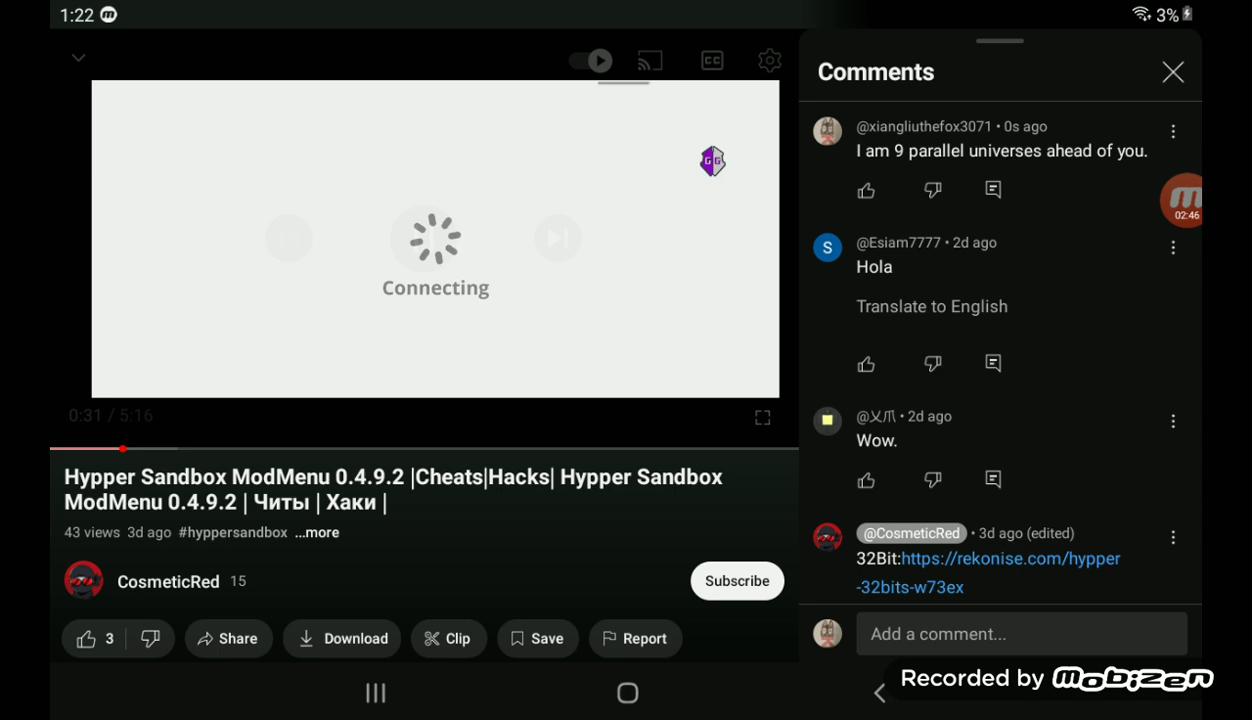 1:22
3%
Comments
@xiangliuthefox3071 • 0s ago
I am 9 parallel universes ahead of you.
02:46
S
@Esiam7777 • 2d ago
Hola
Translate to English
@乂爪 • 2d ago
Wow.
@CosmeticRed • 3d ago (edited)
32Bit:https://rekonise.com/hypper
-32bits-w73ex
Add a comment...
CC
GG
Connecting
0:31 / 5:16
Hypper Sandbox ModMenu 0.4.9.2 |Cheats|Hacks| Hypper Sandbox
ModMenu 0.4.9.2 | Читы | Хаки |
43 views 3d ago #hyppersandbox ...more
CosmeticRed 15
Subscribe
3 Share Download Clip Save Report
Recorded by mobizen